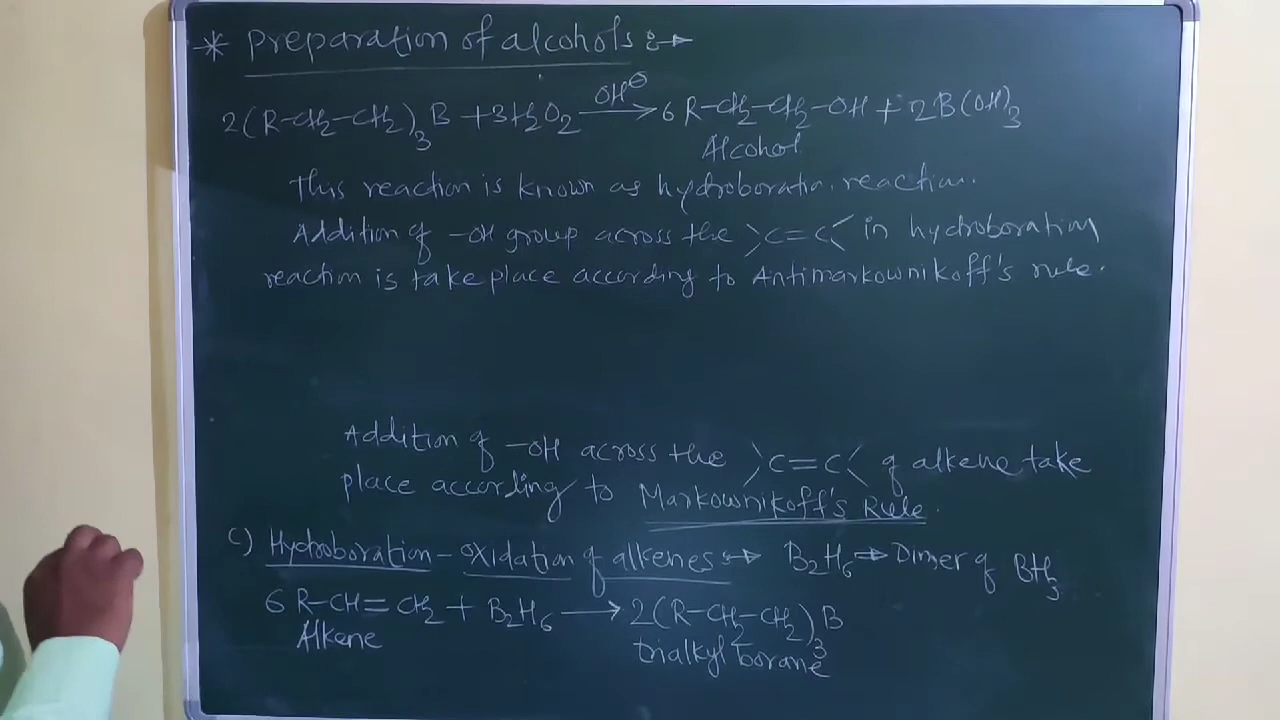 * Preparation of alcohols :→
2(R-CH₂-CH₂)₃B + 3H₂O₂ —OH⊖→ 6 R-CH₂-CH₂-OH + 2B(OH)₃
Alcohol
This reaction is known as hydroboratin. reaction.
Addition of -OH group across the >C=C< in hydroboration
reaction is take place according to Antimarkownikoff's rule.
Addition of -OH across the >C=C< of alkene take
place according to Markownikoff's Rule.
C) Hydroboration - oxidation of alkenes :→ B₂H₆ ⇒ Dimer of BH₃
6 R-CH=CH₂ + B₂H₆ → 2(R-CH₂-CH₂)₃B
Alkene trialkyl borane